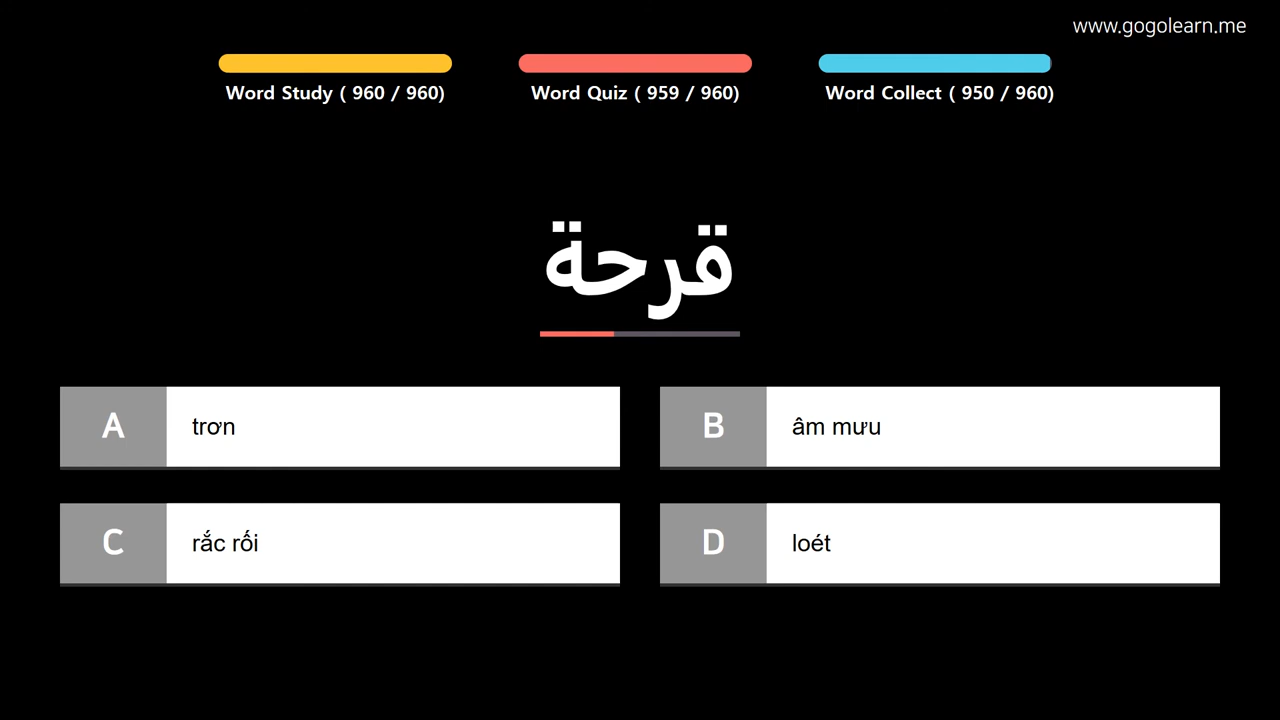 www.gogolearn.me
Word Study ( 960 / 960)
Word Quiz ( 959 / 960)
Word Collect ( 950 / 960)
قرحة
A
trơn
B
âm mưu
C
rắc rối
D
loét